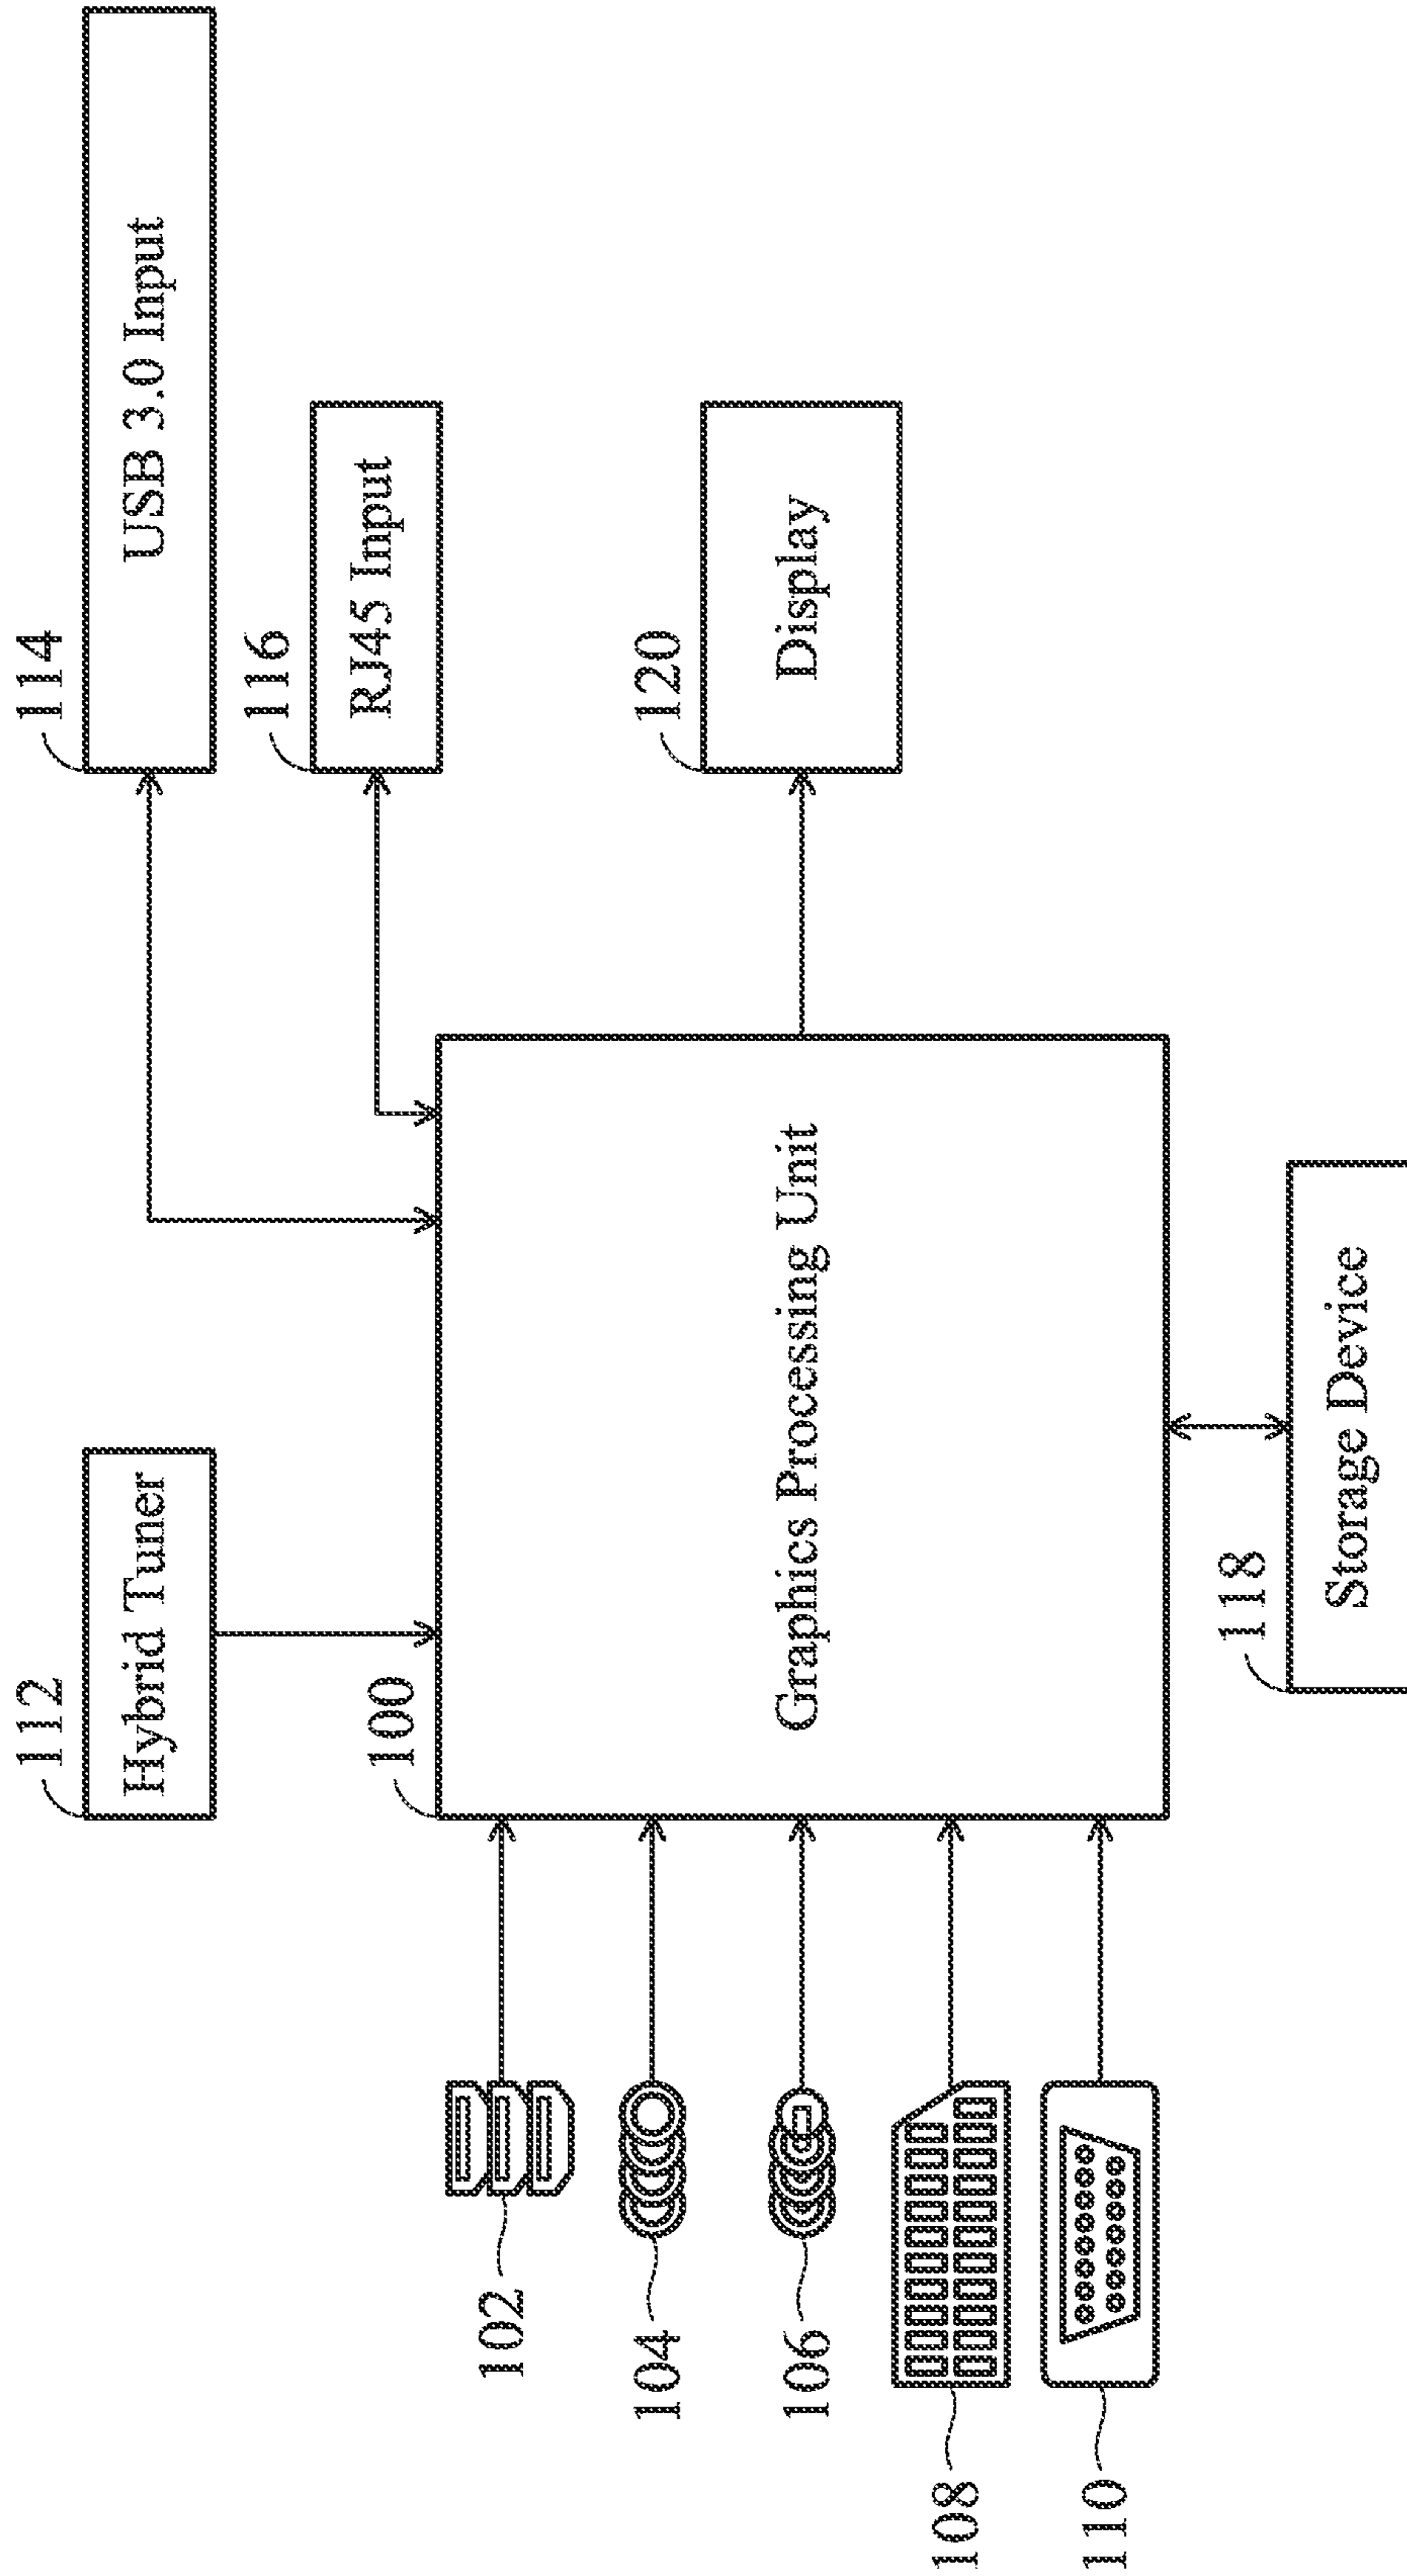 112
Hybrid Tuner
114
USB 3.0 Input
116
RJ45 Input
100
Graphics Processing Unit
120
Display
102
104
106
108
110
118
Storage Device